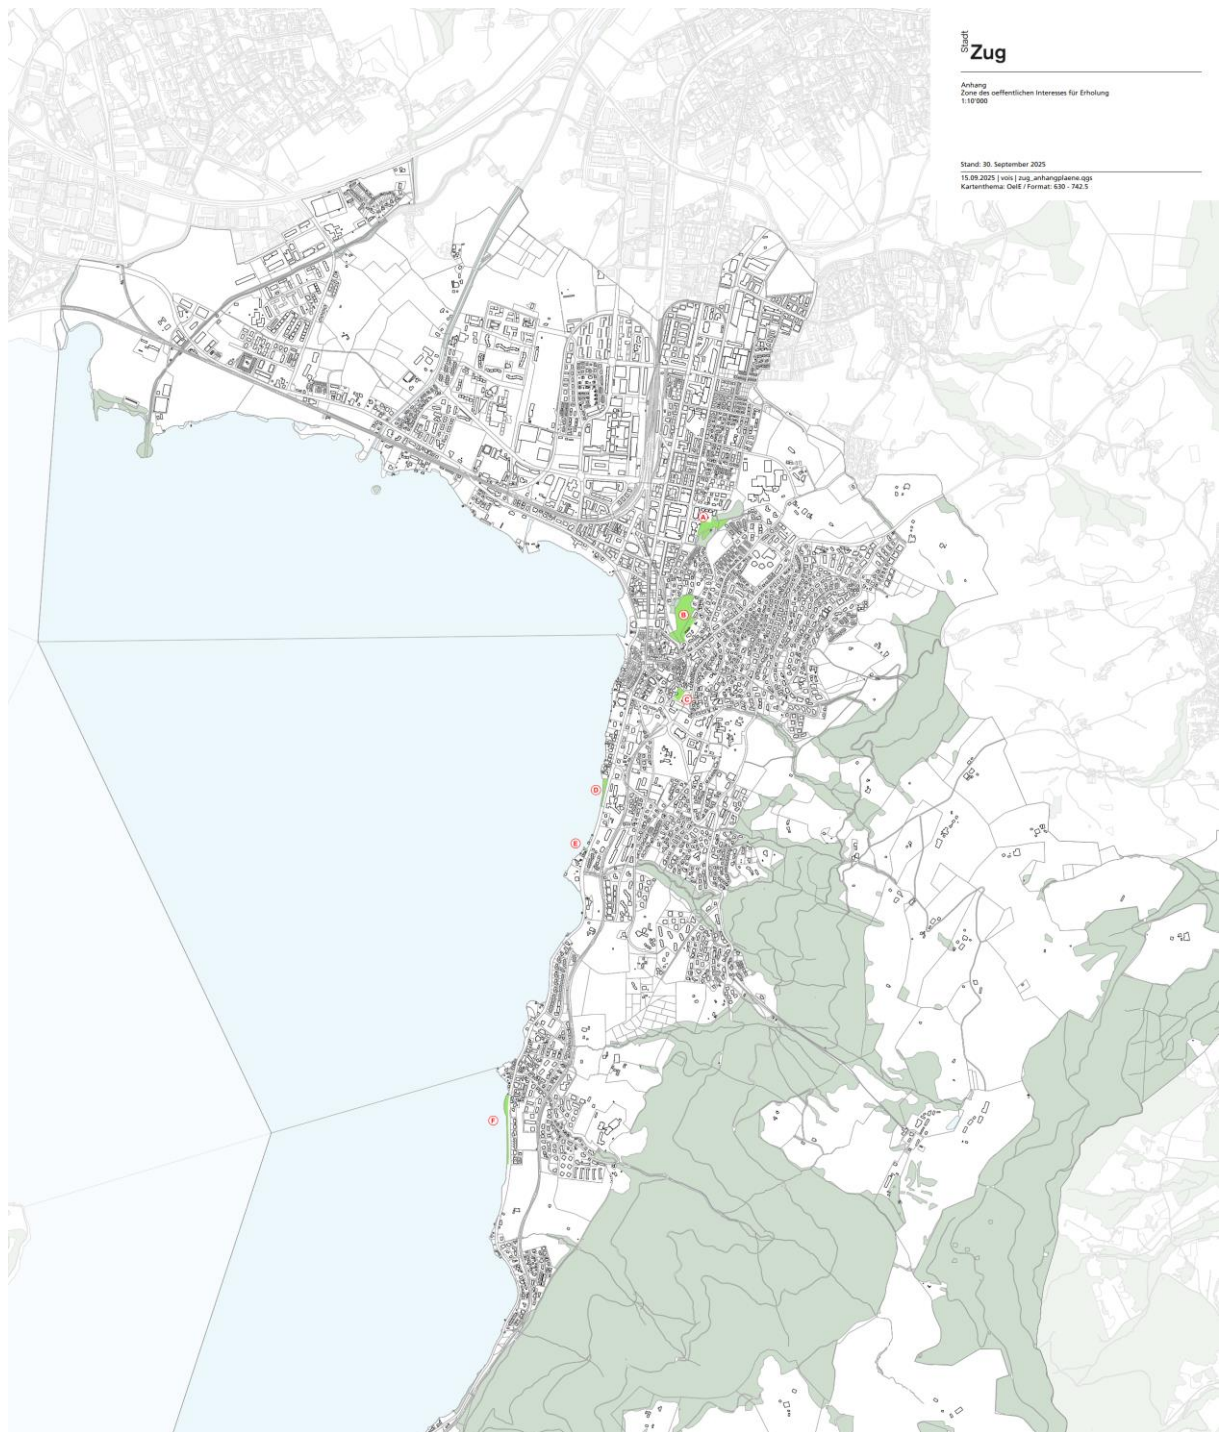 Stadt
Zug
Anhang
Zone des oeffentlichen Interesses für Erholung
1:10'000
Stand: 30. September 2025
15.09.2025 | vois | zug_anhangplaene.qgs
Kartenthema: OeIE / Format: 630 - 742.5
A
B
C
D
E
F